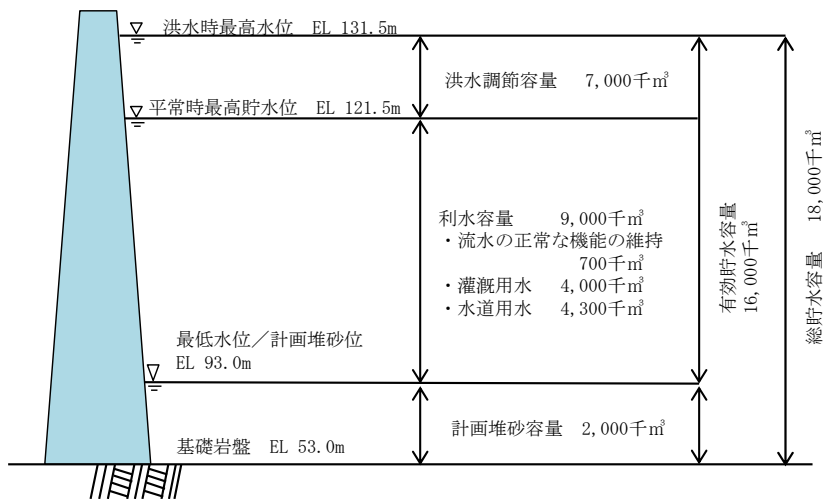 洪水時最高水位 EL 131.5m
洪水調節容量 7,000千㎥
平常時最高貯水位 EL 121.5m
利水容量 9,000千㎥
・流水の正常な機能の維持
700千㎥
・灌漑用水 4,000千㎥
・水道用水 4,300千㎥
有効貯水容量
16,000千㎥
総貯水容量 18,000千㎥
最低水位／計画堆砂位
EL 93.0m
計画堆砂容量 2,000千㎥
基礎岩盤 EL 53.0m